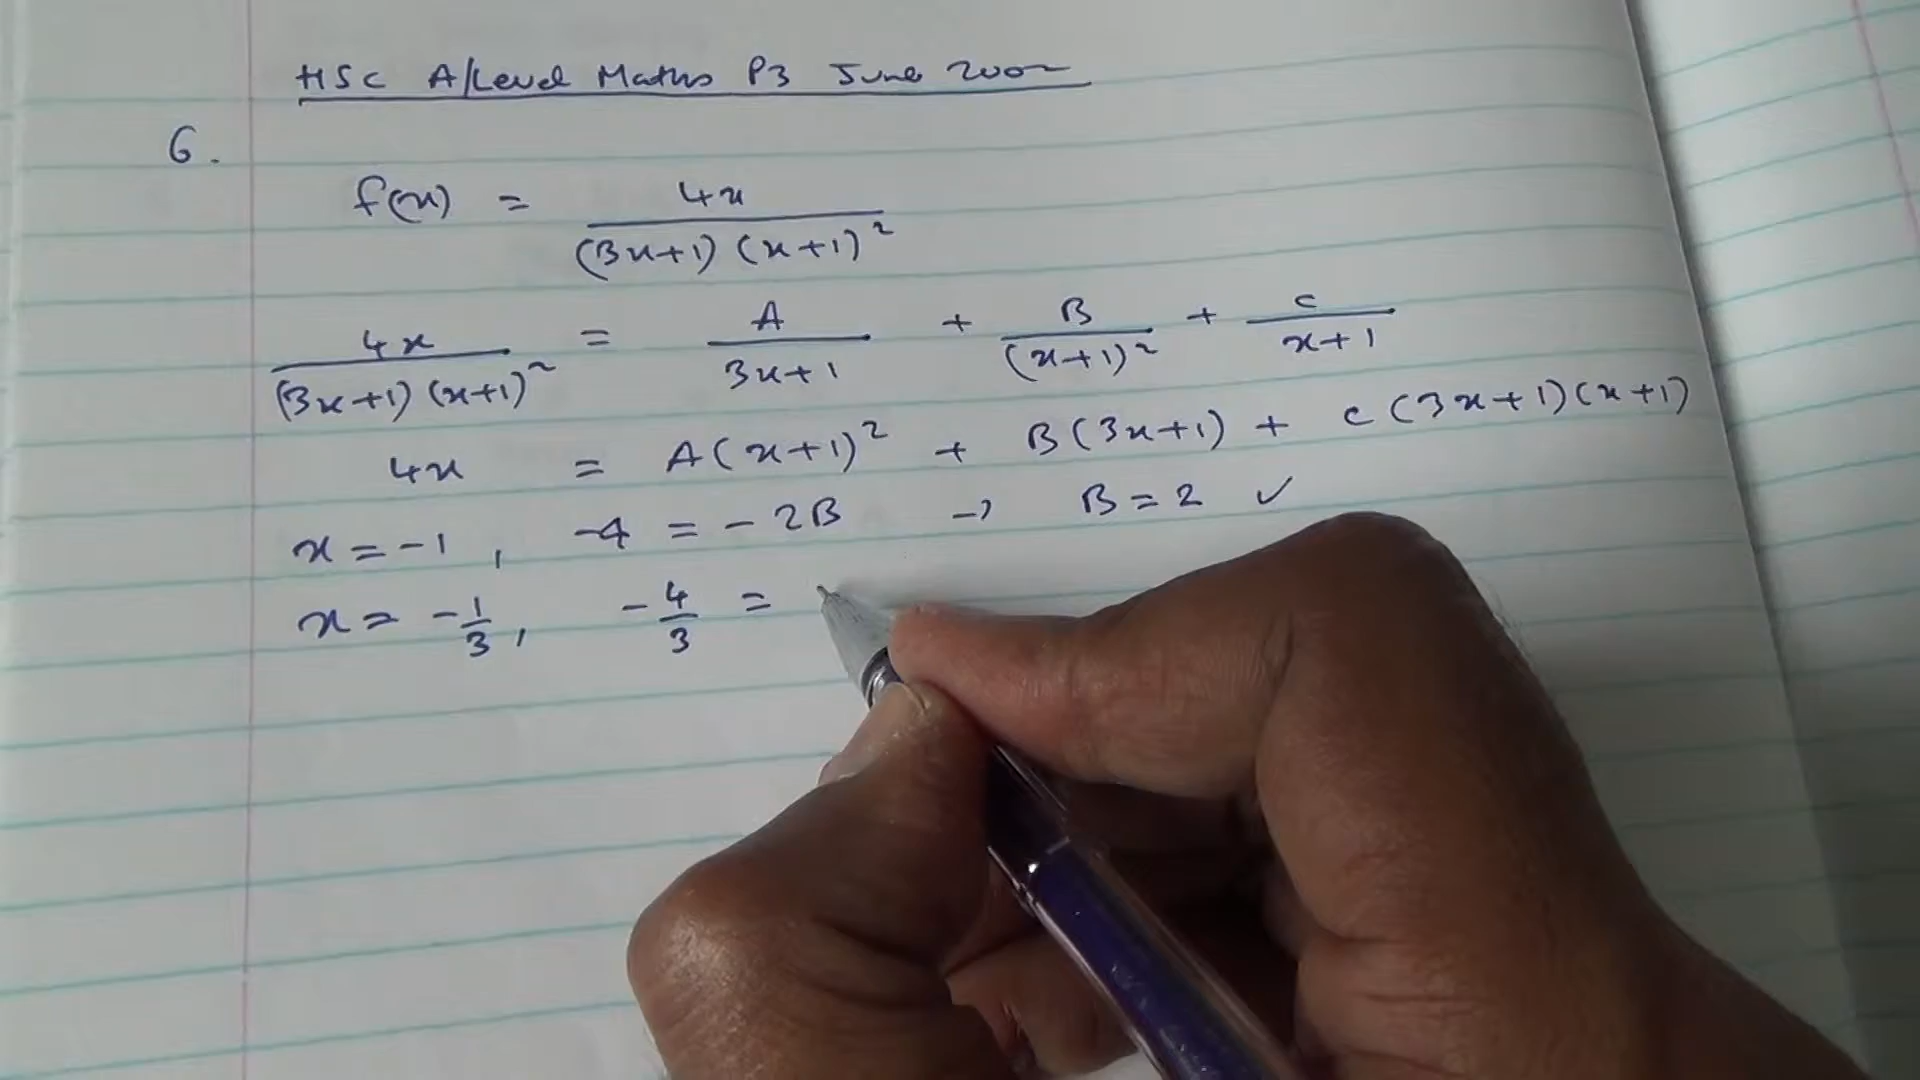 HSC A/Level Maths P3 June 2002
6.
f(x) = 4x / (3x+1)(x+1)²
4x / (3x+1)(x+1)² = A / 3x+1 + B / (x+1)² + C / x+1
4x = A(x+1)² + B(3x+1) + C(3x+1)(x+1)
x = -1, -4 = -2B → B = 2 ✓
x = -1/3, -4/3 =